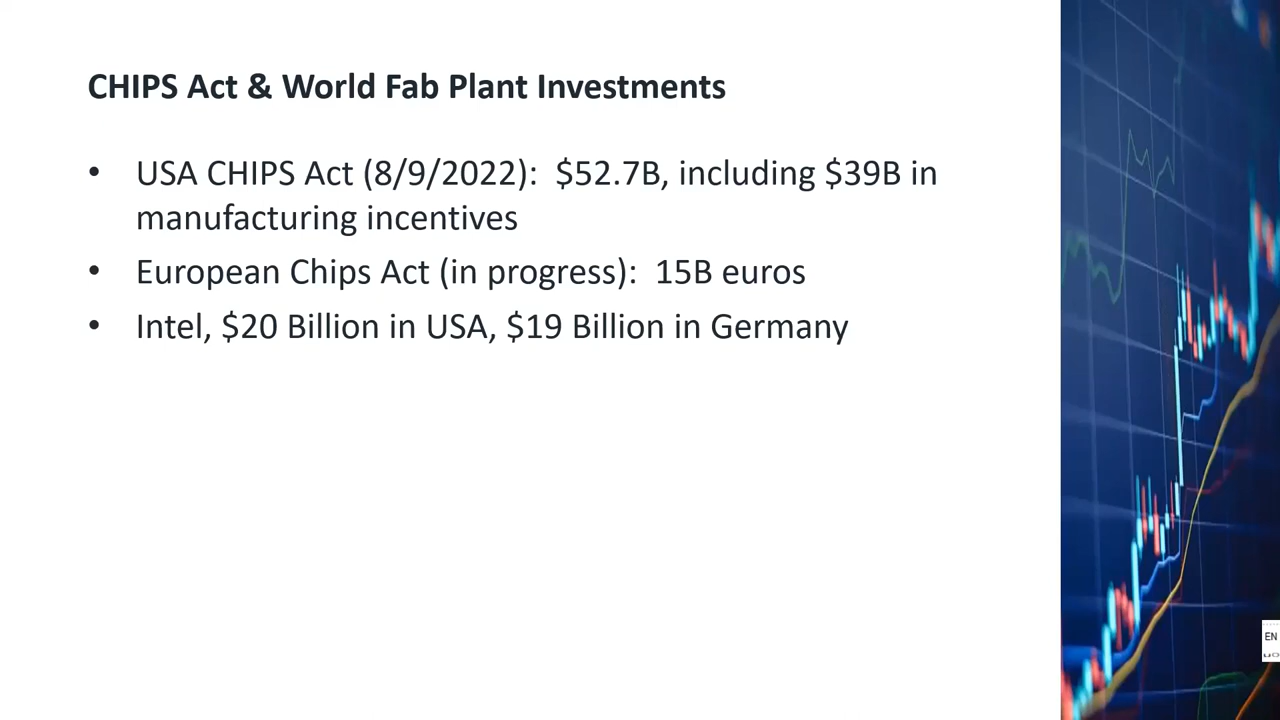 CHIPS Act & World Fab Plant Investments
• USA CHIPS Act (8/9/2022):  $52.7B, including $39B in
manufacturing incentives
• European Chips Act (in progress):  15B euros
• Intel, $20 Billion in USA, $19 Billion in Germany
EN